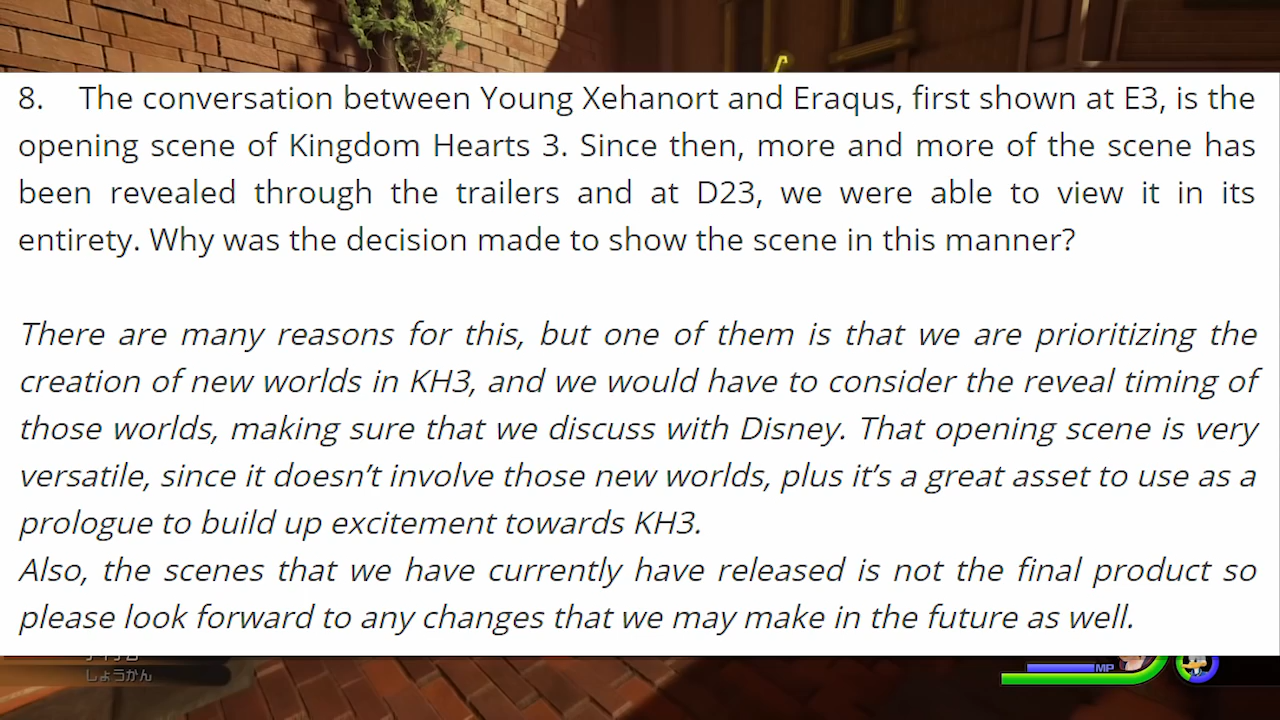 8. The conversation between Young Xehanort and Eraqus, first shown at E3, is the
opening scene of Kingdom Hearts 3. Since then, more and more of the scene has
been revealed through the trailers and at D23, we were able to view it in its
entirety. Why was the decision made to show the scene in this manner?
There are many reasons for this, but one of them is that we are prioritizing the
creation of new worlds in KH3, and we would have to consider the reveal timing of
those worlds, making sure that we discuss with Disney. That opening scene is very
versatile, since it doesn’t involve those new worlds, plus it’s a great asset to use as a
prologue to build up excitement towards KH3.
Also, the scenes that we have currently have released is not the final product so
please look forward to any changes that we may make in the future as well.
しょうかん
MP